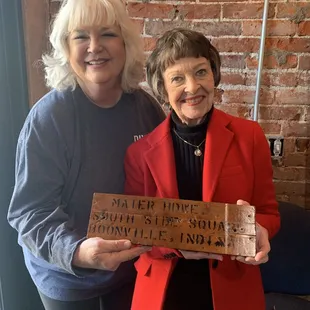 MAIER HDWE
SOUTH SIDE SQUARE
BOONVILLE, INDIANA